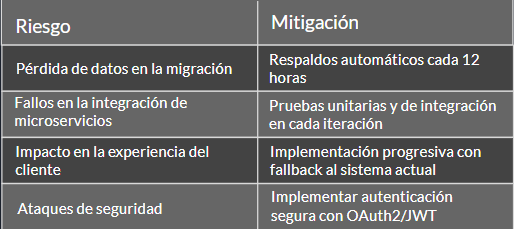 Riesgo
Mitigación
Pérdida de datos en la migración
Respaldos automáticos cada 12
horas
Fallos en la integración de
microservicios
Pruebas unitarias y de integración
en cada iteración
Impacto en la experiencia del
cliente
Implementación progresiva con
fallback al sistema actual
Ataques de seguridad
Implementar autenticación
segura con OAuth2/JWT